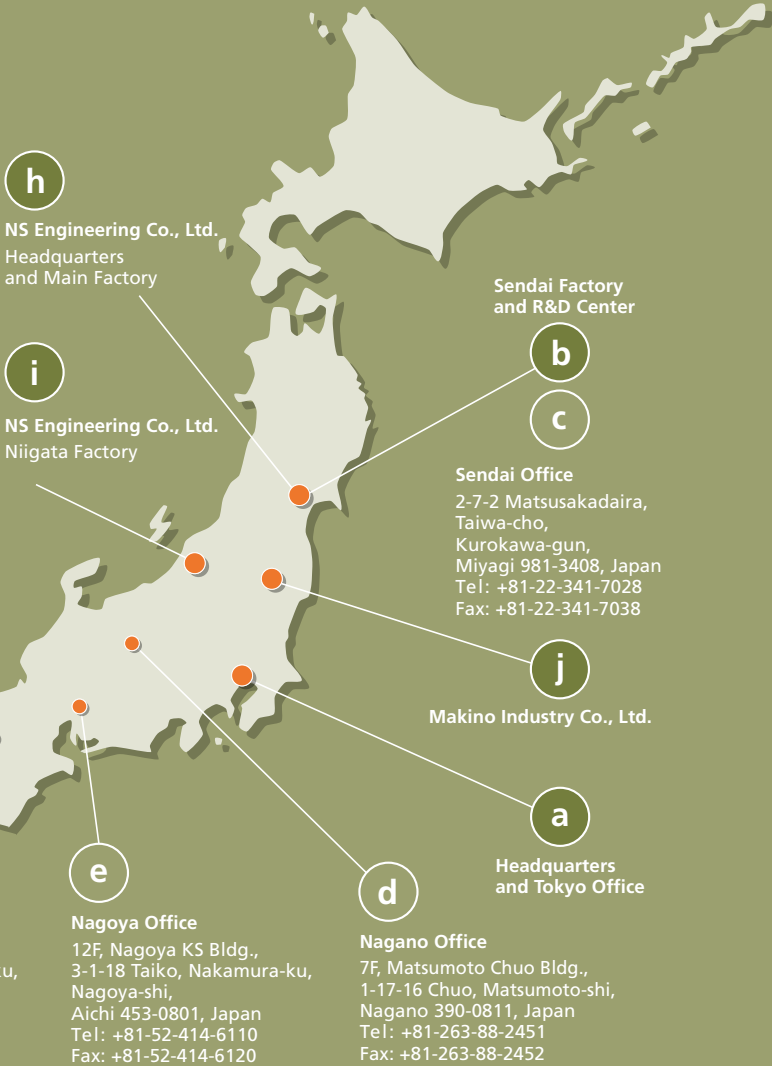 h
NS Engineering Co., Ltd.
Headquarters
and Main Factory
i
NS Engineering Co., Ltd.
Niigata Factory
Sendai Factory
and R&D Center
b
c
Sendai Office
2-7-2 Matsusakadaira,
Taiwa-cho,
Kurokawa-gun,
Miyagi 981-3408, Japan
Tel: +81-22-341-7028
Fax: +81-22-341-7038
j
Makino Industry Co., Ltd.
a
Headquarters
and Tokyo Office
e
Nagoya Office
12F, Nagoya KS Bldg.,
3-1-18 Taiko, Nakamura-ku,
Nagoya-shi,
Aichi 453-0801, Japan
Tel: +81-52-414-6110
Fax: +81-52-414-6120
d
Nagano Office
7F, Matsumoto Chuo Bldg.,
1-17-16 Chuo, Matsumoto-shi,
Nagano 390-0811, Japan
Tel: +81-263-88-2451
Fax: +81-263-88-2452